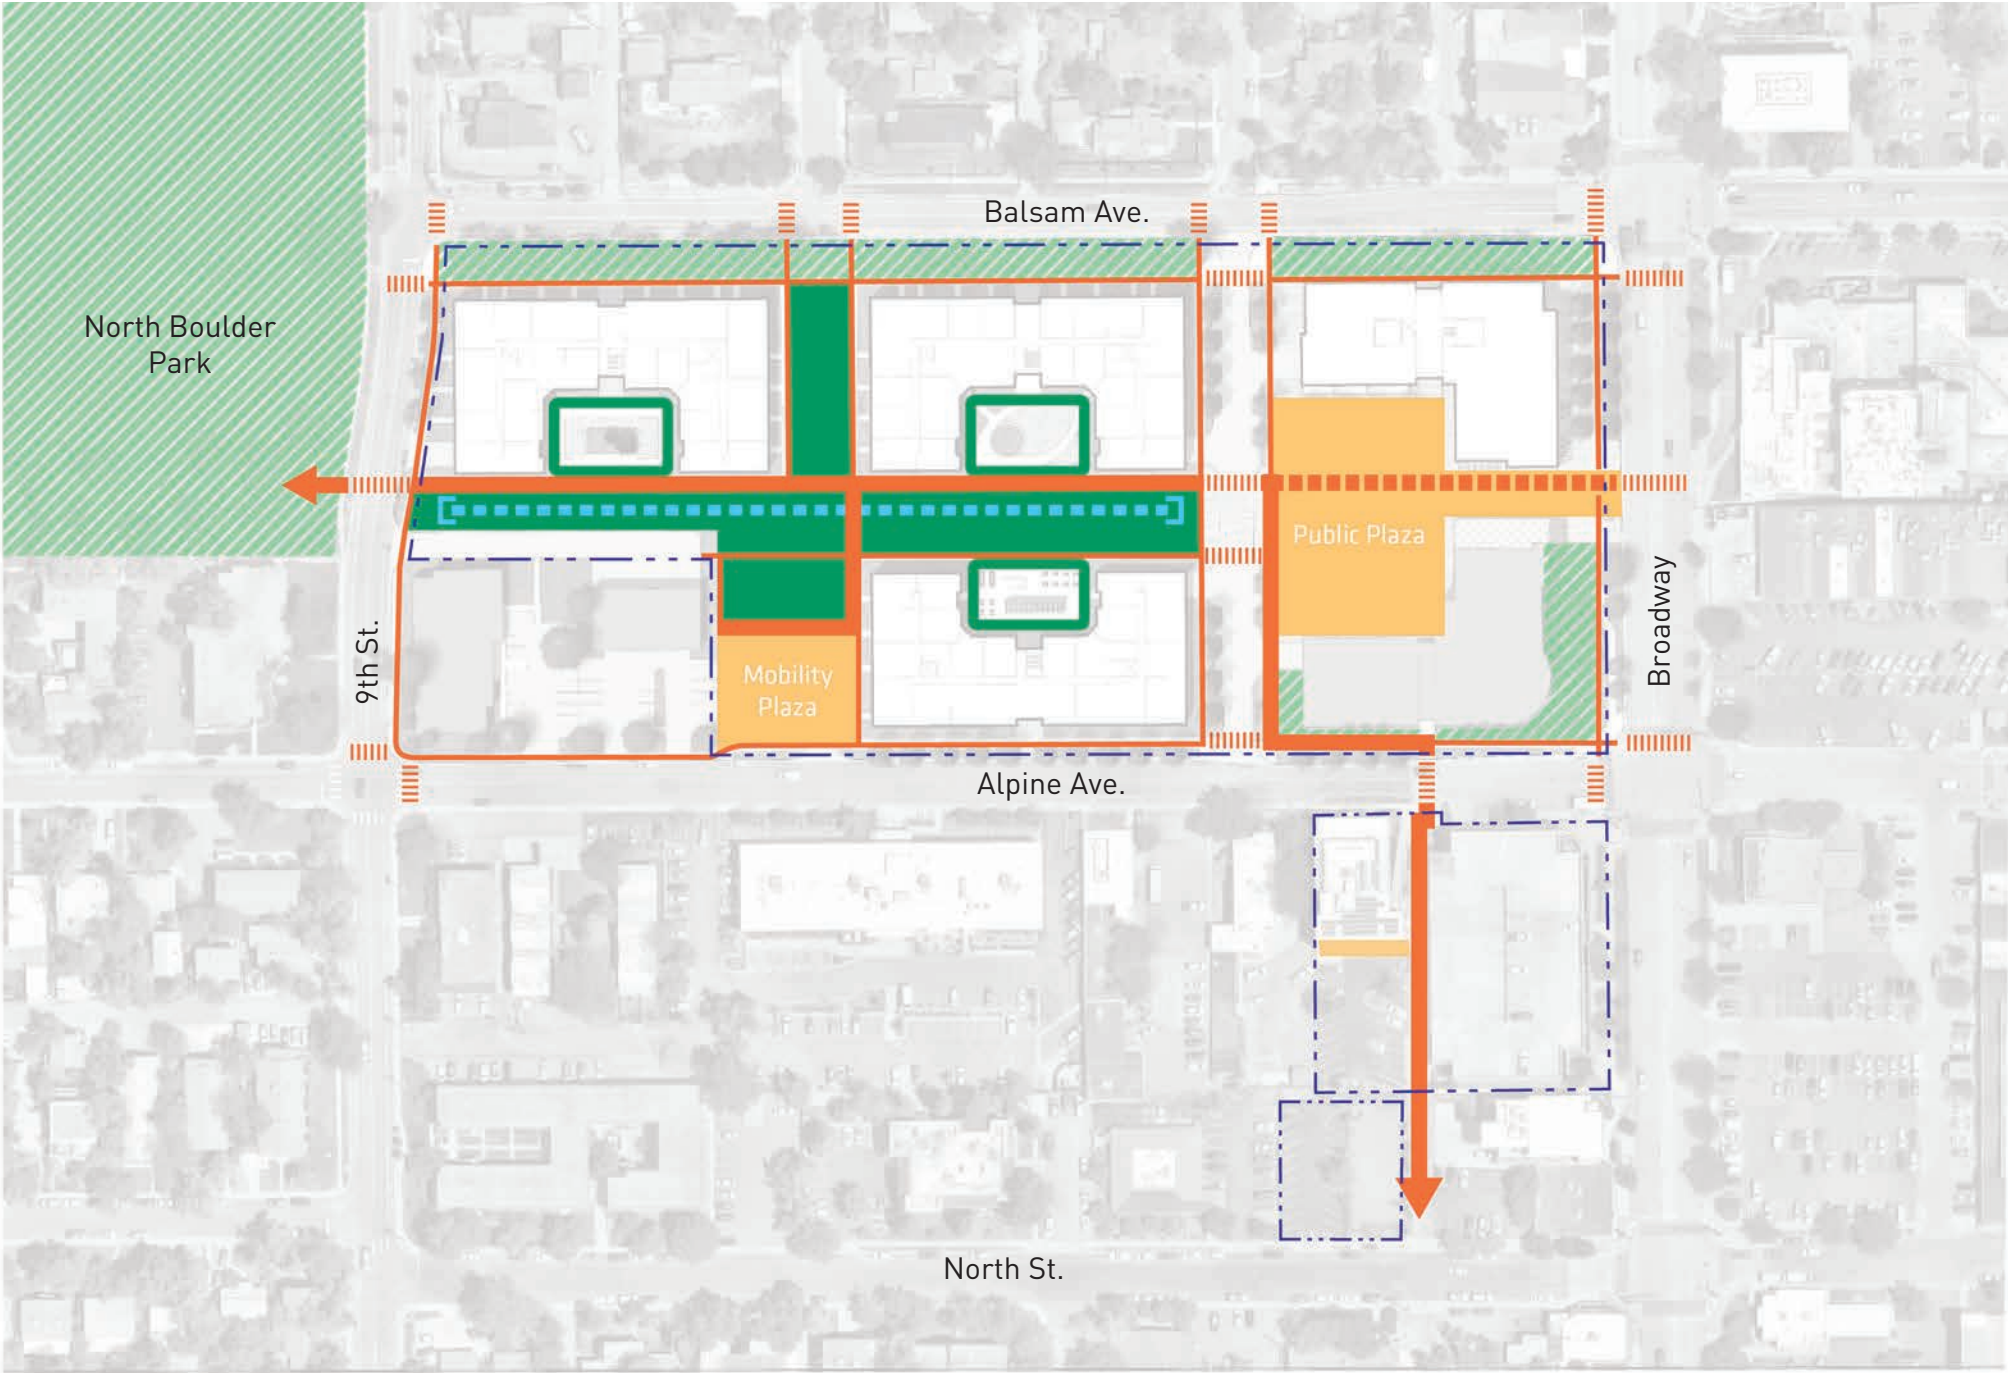 Balsam Ave.
North Boulder
Park
Public Plaza
9th St.
Mobility
Plaza
Broadway
Alpine Ave.
North St.